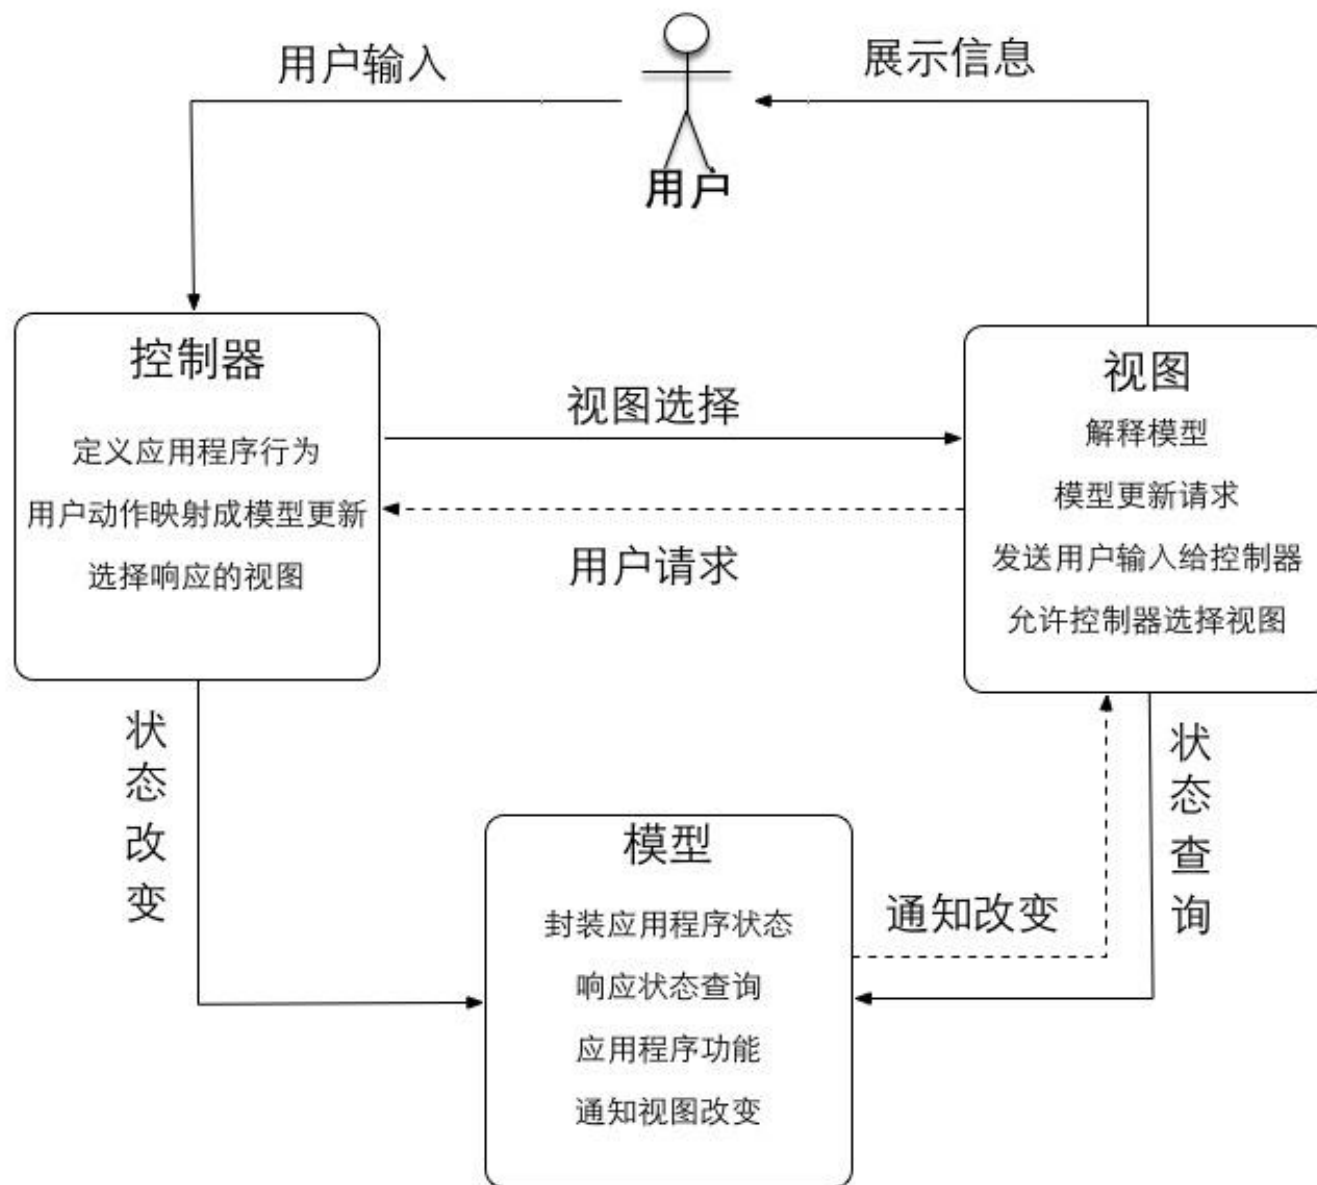 用户输入
展示信息
用户
控制器
定义应用程序行为
用户动作映射成模型更新
选择响应的视图
视图选择
用户请求
视图
解释模型
模型更新请求
发送用户输入给控制器
允许控制器选择视图
状态改变
模型
封装应用程序状态
响应状态查询
应用程序功能
通知视图改变
通知改变
状态查询